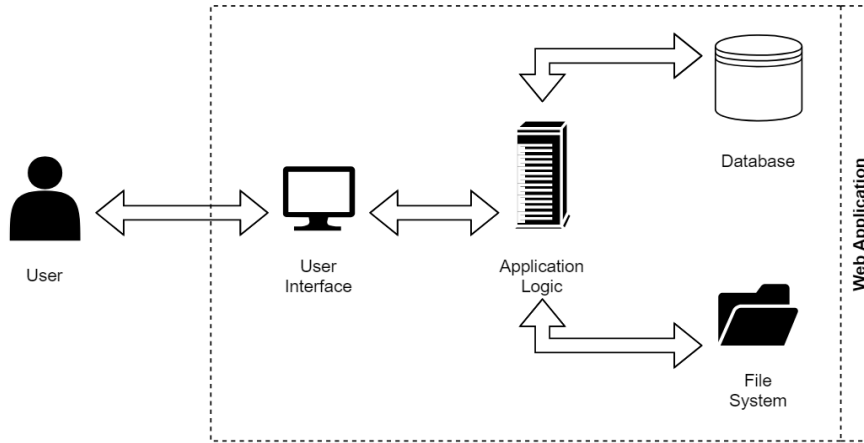 User
User
Interface
Application
Logic
Database
File
System
Web Application